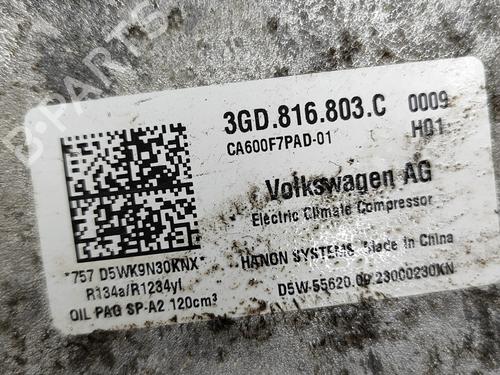 D-PARTS
3GD.816.803.C 0009
CA600F7PAD-01 H01
Volkswagen AG
Electric Climate Compressor
HANON SYSTEMS Made in China
*757 D5WK9N30KNX*
R134a/R1234yf
OIL PAG SP-A2 120cm³
D5W-55620.09.23000230KN